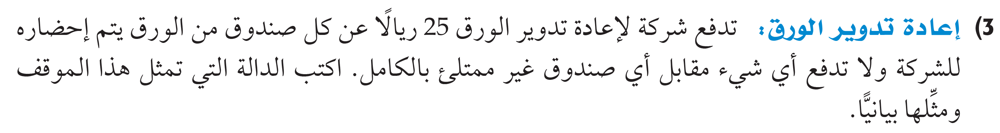 3) إعادة تدوير الورق: تدفع شركة لإعادة تدوير الورق 25 ريالًا عن كل صندوق من الورق يتم إحضاره
للشركة ولا تدفع أي شيء مقابل أي صندوق غير ممتلئ بالكامل. اكتب الدالة التي تمثل هذا الموقف
ومثِّلها بيانيًّا.